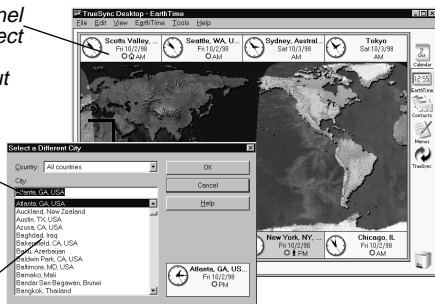 nel
ect
ut
TrueSync Desktop - EarthTime
File Edit View EarthTime Tools Help
Scotts Valley, ...
Fri 10/2/98
AM
Seattle, WA, U...
Fri 10/2/98
AM
Sydney, Austral...
Sat 10/3/98
AM
Tokyo
Sat 10/3/98
AM
Calendar
12:55
EarthTime
Contacts
Memos
TrueSync
Select a Different City
Country: All countries
OK
City:
Atlanta, GA, USA
Cancel
Help
Atlanta, GA, USA
Auckland, New Zealand
Austin, TX, USA
Azusa, CA, USA
Baghdad, Iraq
Bakersfield, CA, USA
Baku, Azerbaijan
Baldwin Park, CA, USA
Baltimore, MD, USA
Bamako, Mali
Bandar Seri Begawan, Brunei
Bangkok, Thailand
Atlanta, GA, US...
Fri 10/2/98
PM
New York, NY, ...
Fri 10/2/98
PM
Chicago, IL
Fri 10/2/98
AM